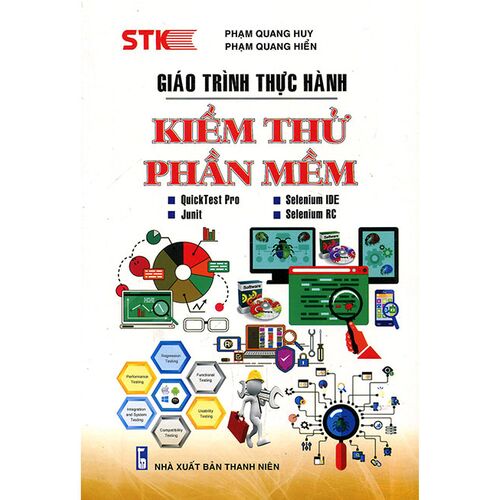 STK
PHẠM QUANG HUY
PHẠM QUANG HIỂN
GIÁO TRÌNH THỰC HÀNH
KIỂM THỬ
PHẦN MỀM
QuickTest Pro
Selenium IDE
Junit
Selenium RC
Software
Software
Regression
Testing
Performance
Testing
Functional
Testing
Integration
and System
Testing
Usability
Testing
Compatibility
Testing
NHÀ XUẤT BẢN THANH NIÊN